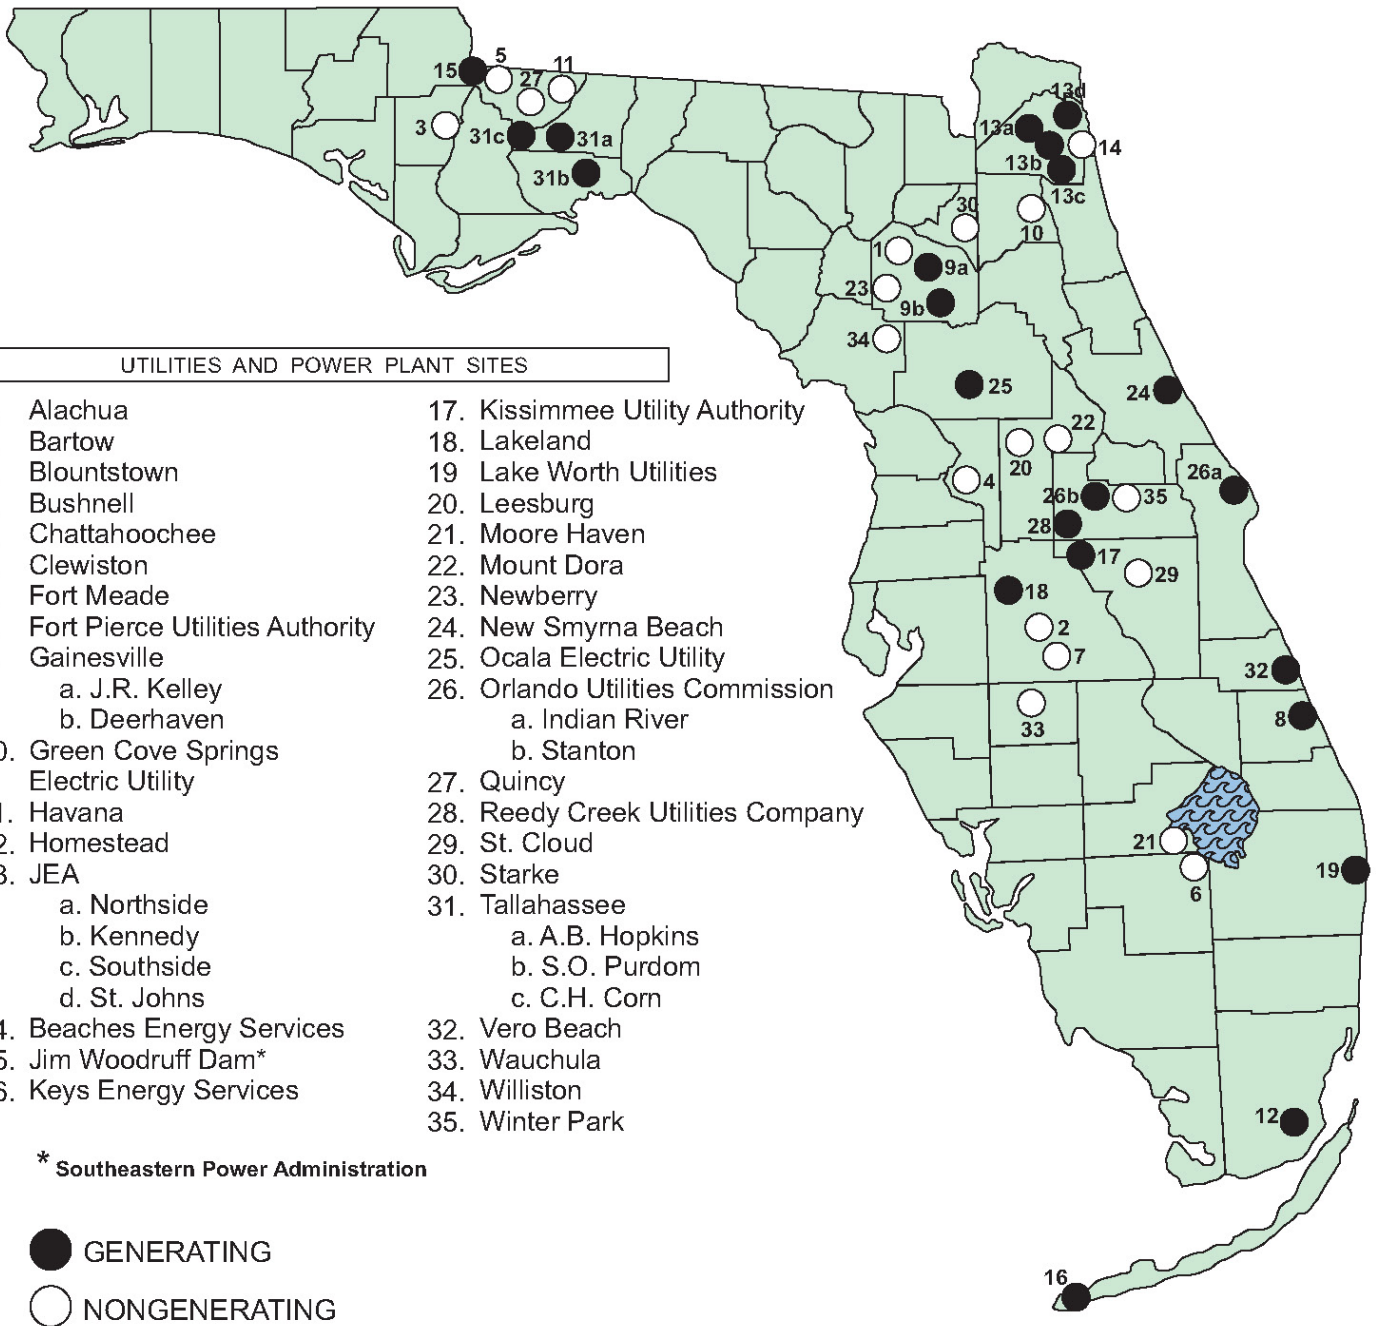 UTILITIES AND POWER PLANT SITES
Alachua
Bartow
Blountstown
Bushnell
Chattahoochee
Clewiston
Fort Meade
Fort Pierce Utilities Authority
Gainesville
a. J.R. Kelley
b. Deerhaven
0. Green Cove Springs
Electric Utility
1. Havana
2. Homestead
3. JEA
a. Northside
b. Kennedy
c. Southside
d. St. Johns
4. Beaches Energy Services
5. Jim Woodruff Dam*
6. Keys Energy Services
17. Kissimmee Utility Authority
18. Lakeland
19 Lake Worth Utilities
20. Leesburg
21. Moore Haven
22. Mount Dora
23. Newberry
24. New Smyrna Beach
25. Ocala Electric Utility
26. Orlando Utilities Commission
a. Indian River
b. Stanton
27. Quincy
28. Reedy Creek Utilities Company
29. St. Cloud
30. Starke
31. Tallahassee
a. A.B. Hopkins
b. S.O. Purdom
c. C.H. Corn
32. Vero Beach
33. Wauchula
34. Williston
35. Winter Park
* Southeastern Power Administration
GENERATING
NONGENERATING
15
5
27
11
3
31c
31a
31b
13d
13a
13b
14
13c
30
10
1
9a
23
9b
34
25
24
22
20
4
26a
26b
35
28
17
29
18
2
7
32
33
8
21
6
19
12
16